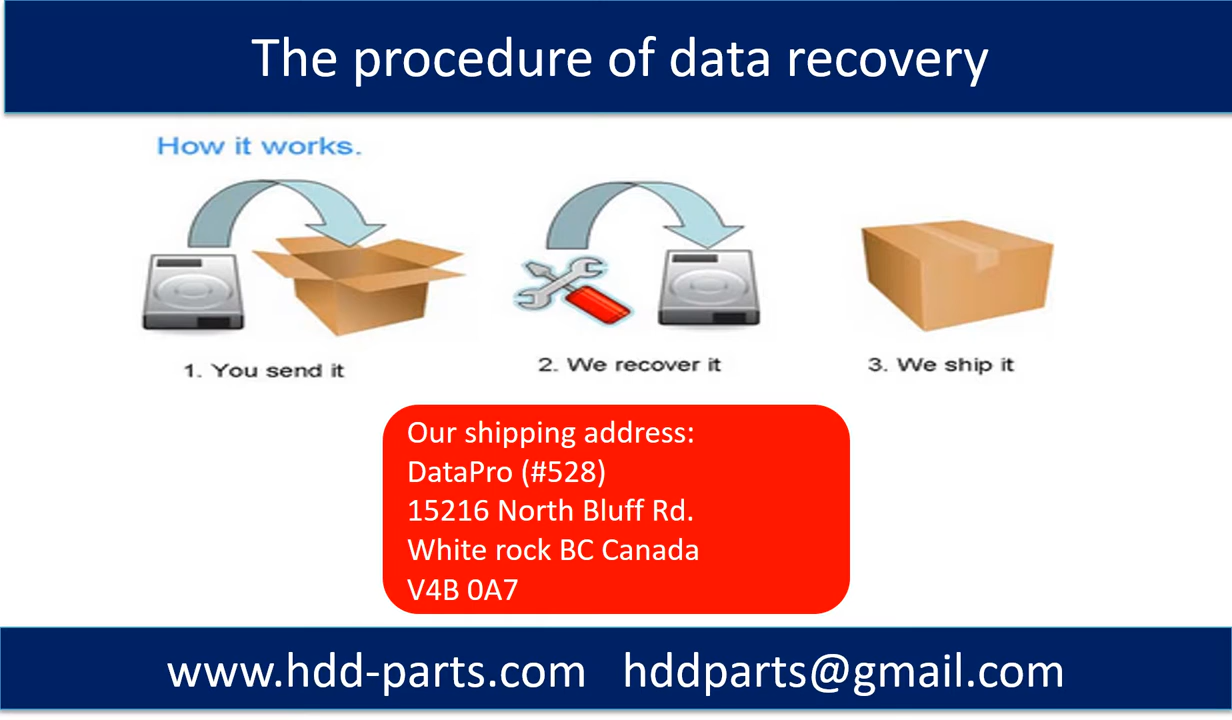 The procedure of data recovery
How it works.
1. You send it
2. We recover it
3. We ship it
Our shipping address:
DataPro (#528)
15216 North Bluff Rd.
White rock BC Canada
V4B 0A7
www.hdd-parts.com hddparts@gmail.com